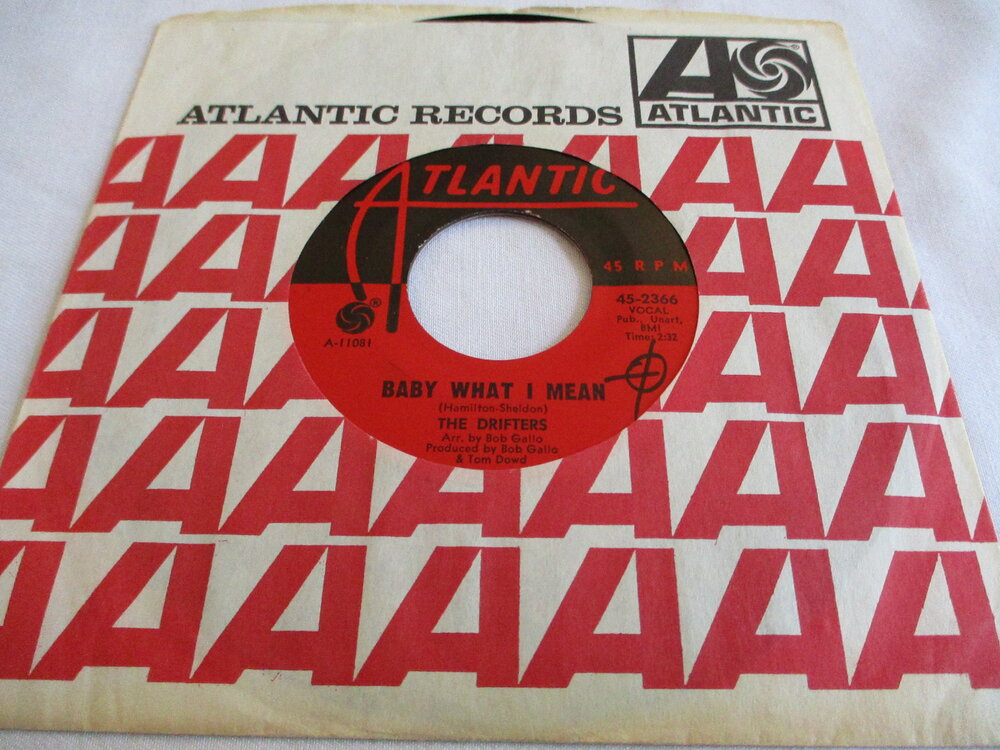 ATLANTIC RECORDS
ATLANTIC
ATLANTIC
45 RPM
45-2366
VOCAL
Pub., Unart,
BMI
Time: 2:32
A-11081
BABY WHAT I MEAN
(Hamilton-Sheldon)
THE DRIFTERS
Arr. by Bob Gallo
Produced by Bob Gallo
& Tom Dowd